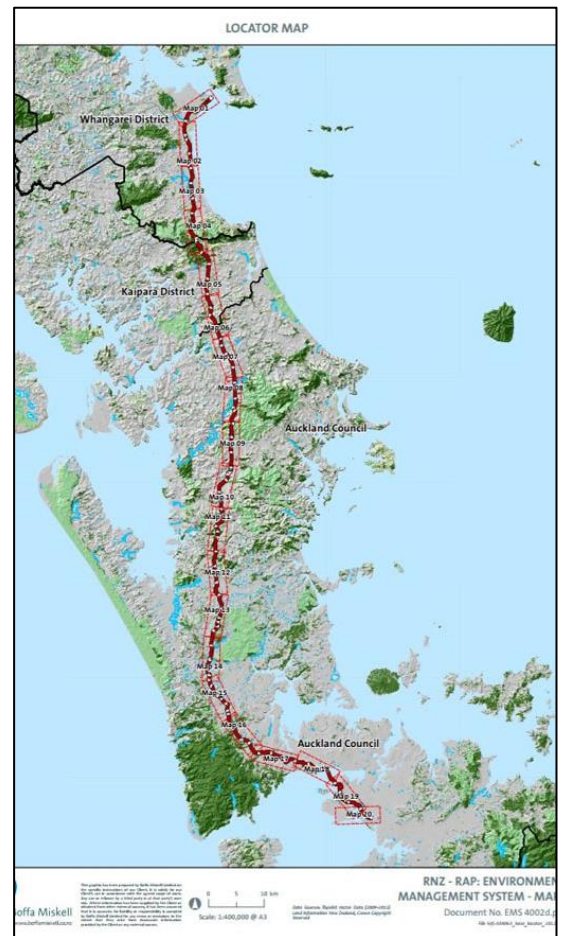 LOCATOR MAP
Map 01
Whangarei District
Map 02
Map 03
Map 04
Map 05
Kaipara District
Map 06
Map 07
Map 08
Auckland Council
Map 09
Map 10
Map 11
Map 12
Map 13
Map 14
Map 15
Map 16
Auckland Council
Map 17
Map 18
Map 19
Map 20
0 5 10 km
Scale: 1:400,000 @ A3
offa Miskell
RNZ - RAP: ENVIRONMEN
MANAGEMENT SYSTEM - MA
Document No. EMS 4002d.p